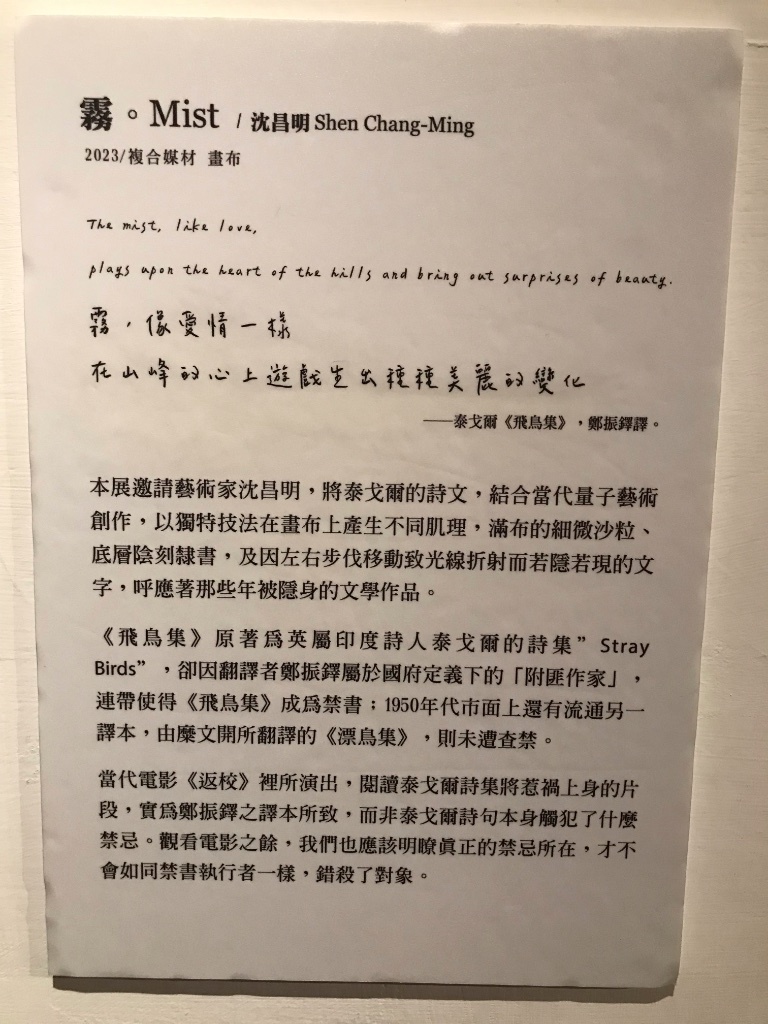 霧。Mist / 沈昌明 Shen Chang-Ming
2023/複合媒材 畫布
The mist, like love,
plays upon the heart of the hills and bring out surprises of beauty.
霧，像愛情一樣
在山峰的心上遊戲生出種種美麗的變化
——泰戈爾《飛鳥集》，鄭振鐸譯。
本展邀請藝術家沈昌明，將泰戈爾的詩文，結合當代量子藝術
創作，以獨特技法在畫布上產生不同肌理，滿布的細微沙粒、
底層陰刻隸書，及因左右步伐移動致光線折射而若隱若現的文
字，呼應著那些年被隱身的文學作品。
《飛鳥集》原著爲英屬印度詩人泰戈爾的詩集”Stray
Birds”，卻因翻譯者鄭振鐸屬於國府定義下的「附匪作家」，
連帶使得《飛鳥集》成爲禁書；1950年代市面上還有流通另一
譯本，由糜文開所翻譯的《漂鳥集》，則未遭查禁。
當代電影《返校》裡所演出，閱讀泰戈爾詩集將惹禍上身的片
段，實爲鄭振鐸之譯本所致，而非泰戈爾詩句本身觸犯了什麼
禁忌。觀看電影之餘，我們也應該明瞭眞正的禁忌所在，才不
會如同禁書執行者一樣，錯殺了對象。